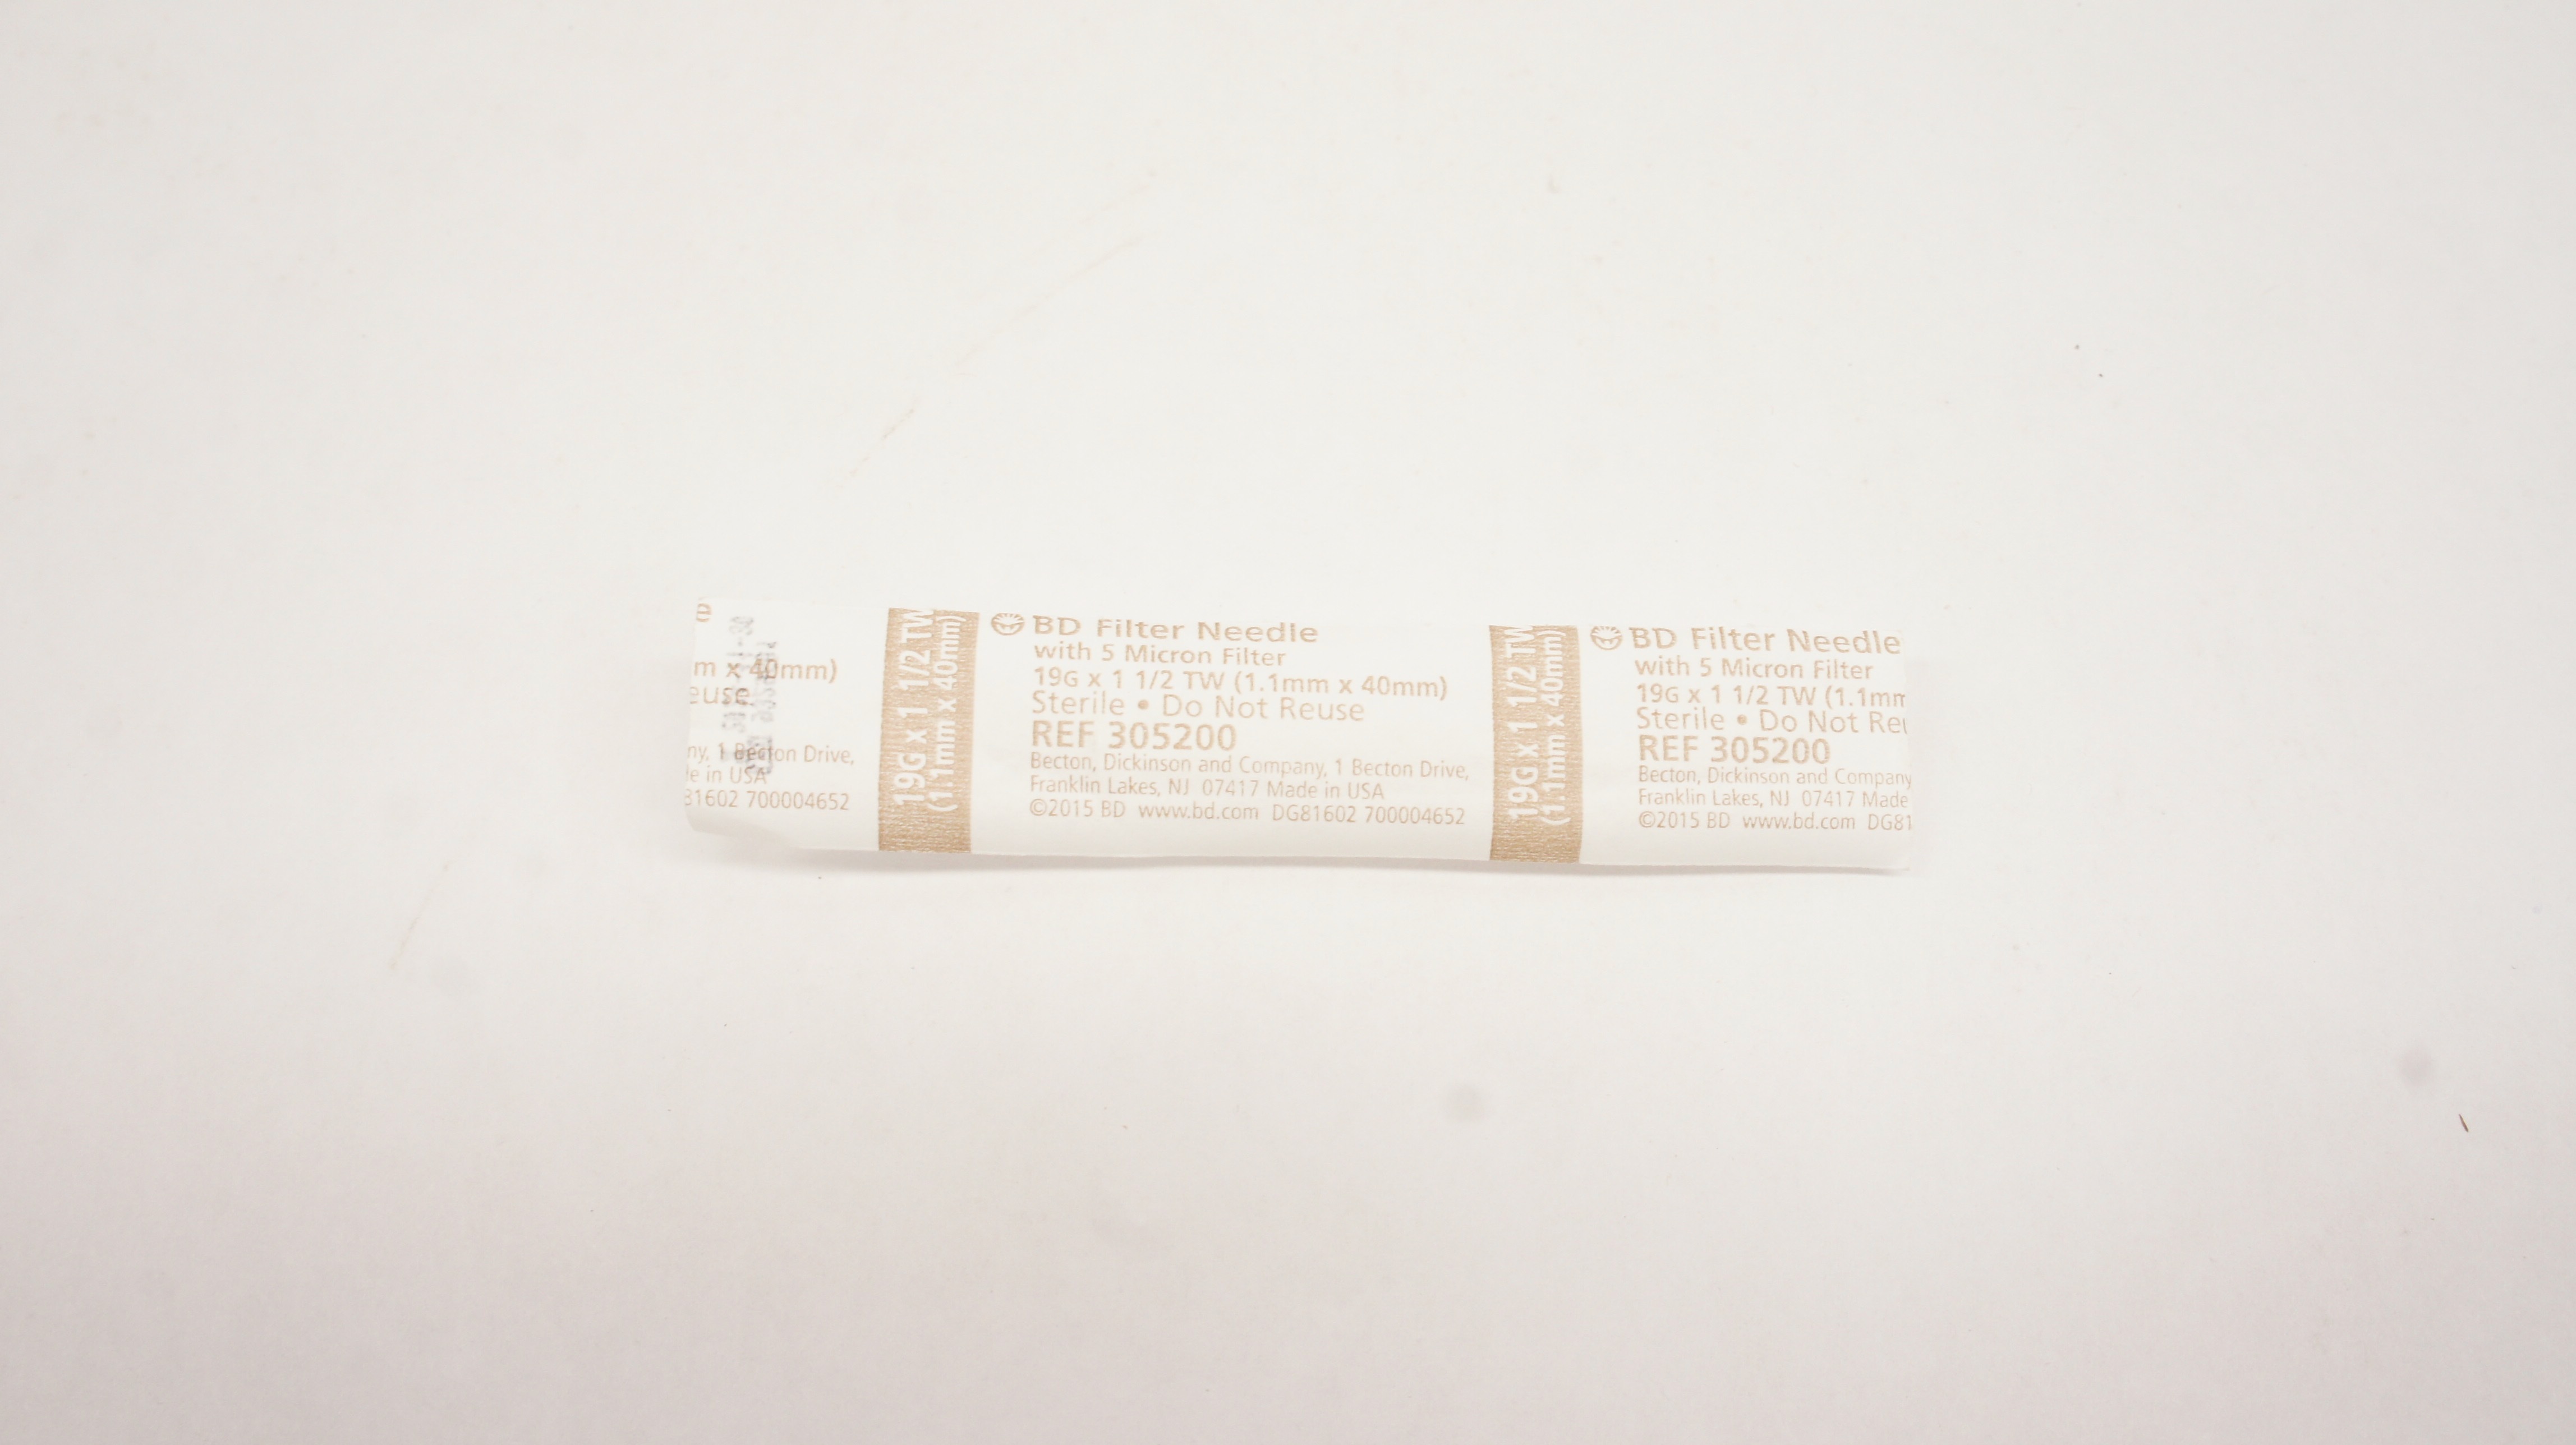 e
m x 40mm)
euse
ny, 1 Becton Drive,
e in USA
81602 700004652
19G x 1 1/2 TW
(1.1mm x 40mm)
BD Filter Needle
with 5 Micron Filter
19G x 1 1/2 TW (1.1mm x 40mm)
Sterile • Do Not Reuse
REF 305200
Becton, Dickinson and Company, 1 Becton Drive,
Franklin Lakes, NJ 07417 Made in USA
©2015 BD www.bd.com DG81602 700004652
19G x 1 1/2 TW
(1.1mm x 40mm)
BD Filter Needle
with 5 Micron Filter
19G x 1 1/2 TW (1.1mm
Sterile • Do Not Reu
REF 305200
Becton, Dickinson and Company
Franklin Lakes, NJ 07417 Made
©2015 BD www.bd.com DG81